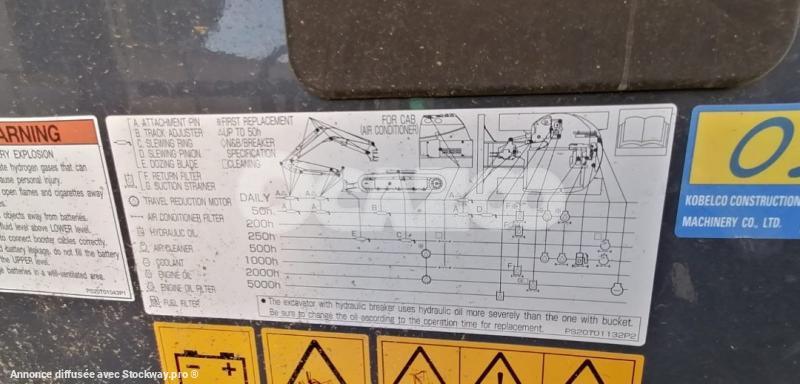 ARNING
RY EXPLOSION
ate hydrogen gases that can
ause personal injury.
open flames and cigarettes away
objects away from batteries.
fluid level above LOWER level.
to connect booster cables correctly.
d battery leakage, do not fill the battery
the UPPER level.
e batteries in a well-ventilated area.
PS20T01043P1
A. ATTACHMENT PIN
B. TRACK ADJUSTER
C. SLEWING RING
D. SLEWING PINION
E. DOZING BLADE
F. RETURN FILTER
G. SUCTION STRAINER
TRAVEL REDUCTION MOTOR
AIR CONDITIONER FILTER
HYDRAULIC OIL
AIR CLEANER
COOLANT
ENGINE OIL
ENGINE OIL FILTER
FUEL FILTER
FIRST REPLACEMENT
△UP TO 50h
◇N&B/BREAKER
SPECIFICATION
□CLEANING
FOR CAB
(AIR CONDITIONER)
DAILY
50h
200h
250h
500h
1000h
2000h
5000h
● The excavator with hydraulic breaker uses hydraulic oil more severely than the one with bucket.
Be sure to change the oil according to the operation time for replacement.
PS20T01132P2
KOBELCO CONSTRUCTION
MACHINERY CO., LTD.
Annonce diffusée avec Stockway.pro ®